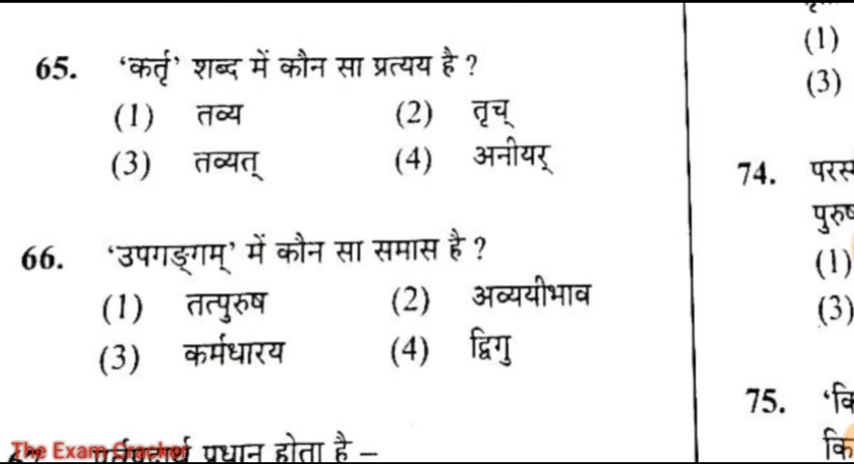 65. ‘कर्तृ’ शब्द में कौन सा प्रत्यय है ?
(1) तव्य (2) तृच्
(3) तव्यत् (4) अनीयर्
66. ‘उपगङ्गम्’ में कौन सा समास है ?
(1) तत्पुरुष (2) अव्ययीभाव
(3) कर्मधारय (4) द्विगु
The Exam Cracker प्रधान होता है –
(1)
(3)
74.
(1)
(3)
75.